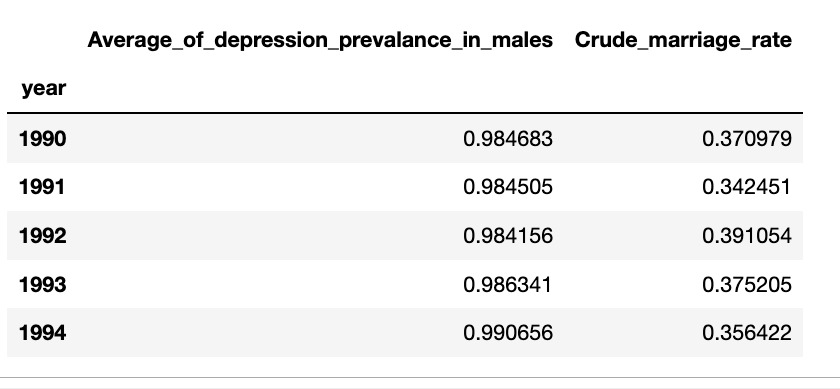 Average_of_depression_prevalance_in_males Crude_marriage_rate
year
1990 0.984683 0.370979
1991 0.984505 0.342451
1992 0.984156 0.391054
1993 0.986341 0.375205
1994 0.990656 0.356422